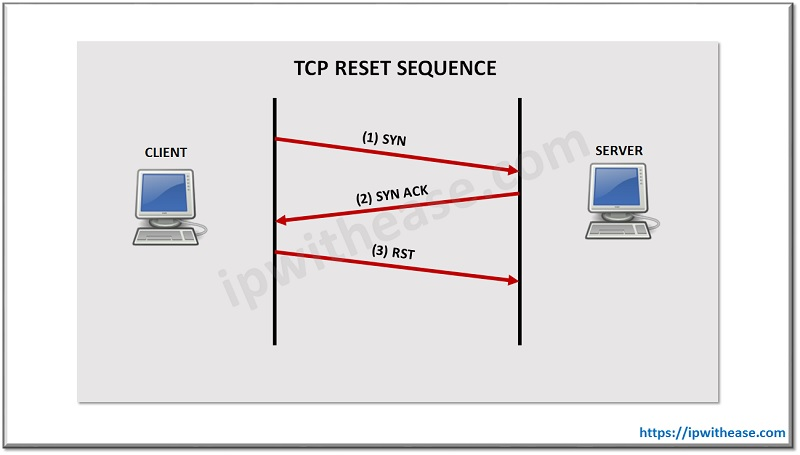 TCP RESET SEQUENCE
CLIENT
SERVER
(1) SYN
(2) SYN ACK
(3) RST
ipwithease.com
https://ipwithease.com